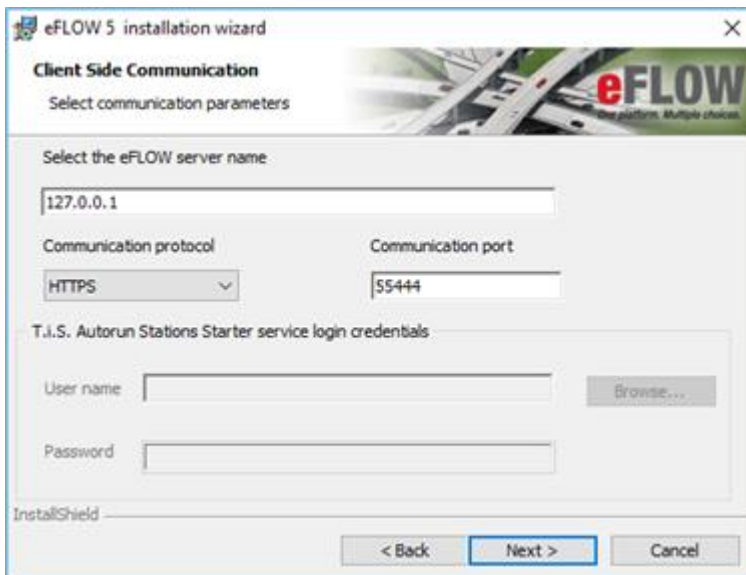 eFLOW 5 installation wizard
Client Side Communication
Select communication parameters
eFLOW
One platform. Multiple choices.
Select the eFLOW server name
127.0.0.1
Communication protocol
Communication port
HTTPS
55444
T.i.S. Autorun Stations Starter service login credentials
User name
Browse...
Password
InstallShield
< Back
Next >
Cancel